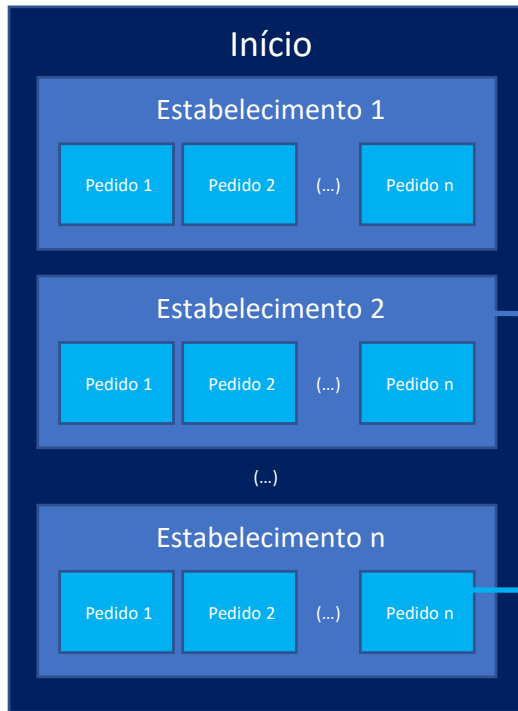 Início
Estabelecimento 1
Pedido 1 Pedido 2 (...) Pedido n
Estabelecimento 2
Pedido 1 Pedido 2 (...) Pedido n
(...)
Estabelecimento n
Pedido 1 Pedido 2 (...) Pedido n